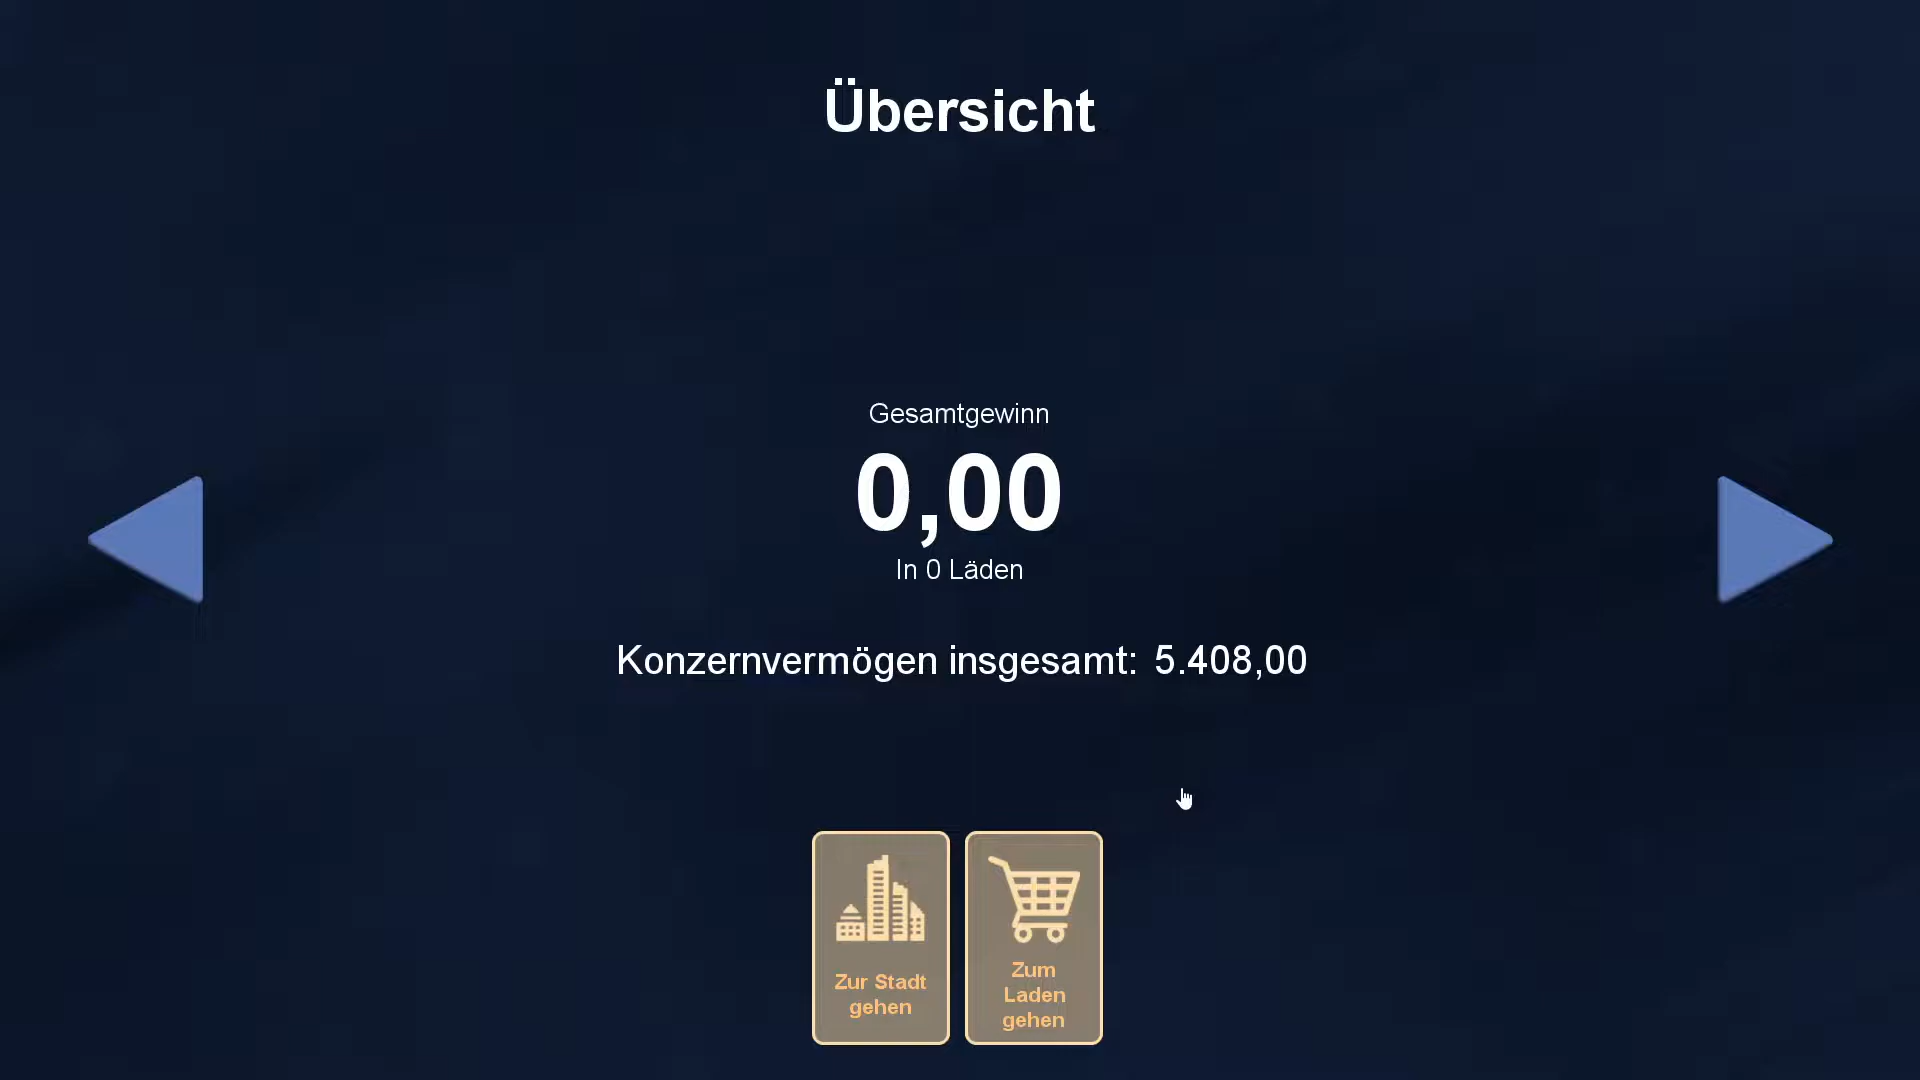 Übersicht
Gesamtgewinn
0,00
In 0 Läden
Konzernvermögen insgesamt: 5.408,00
Zur Stadt
gehen
Zum
Laden
gehen